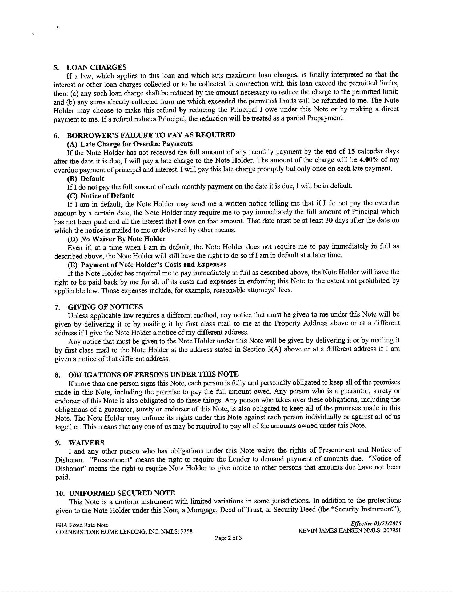 5. LOAN CHARGES
If a law, which applies to this loan and which sets maximum loan charges, is finally interpreted so that the
interest or other loan charges collected or to be collected in connection with this loan exceed the permitted limits,
then: (a) any such loan charge shall be reduced by the amount necessary to reduce the charge to the permitted limit;
and (b) any sums already collected from me which exceeded the permitted limits will be refunded to me. The Note
Holder may choose to make this refund by reducing the Principal I owe under this Note or by making a direct
payment to me. If a refund reduces Principal, the reduction will be treated as a partial Prepayment.
6. BORROWER'S FAILURE TO PAY AS REQUIRED
(A) Late Charge for Overdue Payments
If the Note Holder has not received the full amount of any monthly payment by the end of 15 calendar days
after the date it is due, I will pay a late charge to the Note Holder. The amount of the charge will be 4.00% of my
overdue payment of principal and interest. I will pay this late charge promptly but only once on each late payment.
(B) Default
If I do not pay the full amount of each monthly payment on the date it is due, I will be in default.
(C) Notice of Default
If I am in default, the Note Holder may send me a written notice telling me that if I do not pay the overdue
amount by a certain date, the Note Holder may require me to pay immediately the full amount of Principal which
has not been paid and all the interest that I owe on that amount. That date must be at least 30 days after the date on
which the notice is mailed to me or delivered by other means.
(D) No Waiver By Note Holder
Even if, at a time when I am in default, the Note Holder does not require me to pay immediately in full as
described above, the Note Holder will still have the right to do so if I am in default at a later time.
(E) Payment of Note Holder's Costs and Expenses
If the Note Holder has required me to pay immediately in full as described above, the Note Holder will have the
right to be paid back by me for all of its costs and expenses in enforcing this Note to the extent not prohibited by
applicable law. Those expenses include, for example, reasonable attorneys' fees.
7. GIVING OF NOTICES
Unless applicable law requires a different method, any notice that must be given to me under this Note will be
given by delivering it or by mailing it by first class mail to me at the Property Address above or at a different
address if I give the Note Holder a notice of my different address.
Any notice that must be given to the Note Holder under this Note will be given by delivering it or by mailing it
by first class mail to the Note Holder at the address stated in Section 3(A) above or at a different address if I am
given a notice of that different address.
8. OBLIGATIONS OF PERSONS UNDER THIS NOTE
If more than one person signs this Note, each person is fully and personally obligated to keep all of the promises
made in this Note, including the promise to pay the full amount owed. Any person who is a guarantor, surety or
endorser of this Note is also obligated to do these things. Any person who takes over these obligations, including the
obligations of a guarantor, surety or endorser of this Note, is also obligated to keep all of the promises made in this
Note. The Note Holder may enforce its rights under this Note against each person individually or against all of us
together. This means that any one of us may be required to pay all of the amounts owed under this Note.
9. WAIVERS
I and any other person who has obligations under this Note waive the rights of Presentment and Notice of
Dishonor. "Presentment" means the right to require the Lender to demand payment of amounts due. "Notice of
Dishonor" means the right to require Note Holder to give notice to other persons that amounts due have not been
paid.
10. UNIFORMED SECURED NOTE
This Note is a uniform instrument with limited variations in some jurisdictions. In addition to the protections
given to the Note Holder under this Note, a Mortgage, Deed of Trust, or Security Deed (the "Security Instrument"),
Fixed Rate Note
CORNERSTONE HOME LENDING, INC. NMLS:
Page 2 of 3
Effective
KEVIN JAMES HANSEN NMLS: